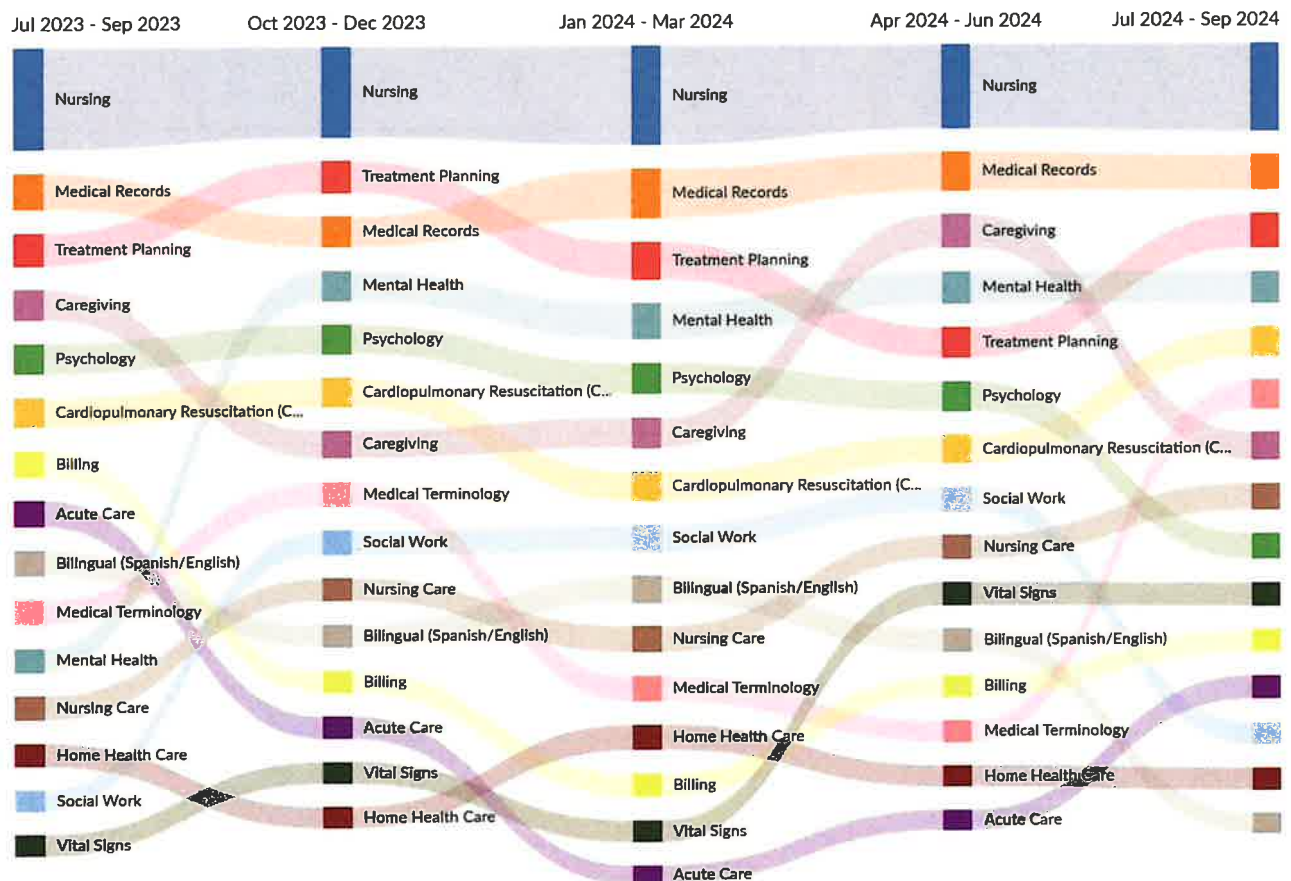 Jul 2023 - Sep 2023
Oct 2023 - Dec 2023
Jan 2024 - Mar 2024
Apr 2024 - Jun 2024
Jul 2024 - Sep 2024
Nursing
Medical Records
Treatment Planning
Caregiving
Psychology
Cardiopulmonary Resuscitation (C...
Billing
Acute Care
Bilingual (Spanish/English)
Medical Terminology
Mental Health
Nursing Care
Home Health Care
Social Work
Vital Signs
Nursing
Treatment Planning
Medical Records
Mental Health
Psychology
Cardiopulmonary Resuscitation (C...
Caregiving
Medical Terminology
Social Work
Nursing Care
Bilingual (Spanish/English)
Billing
Acute Care
Vital Signs
Home Health Care
Nursing
Medical Records
Treatment Planning
Mental Health
Psychology
Caregiving
Cardiopulmonary Resuscitation (C...
Social Work
Bilingual (Spanish/English)
Nursing Care
Medical Terminology
Home Health Care
Billing
Vital Signs
Acute Care
Nursing
Medical Records
Caregiving
Mental Health
Treatment Planning
Psychology
Cardiopulmonary Resuscitation (C...
Social Work
Nursing Care
Vital Signs
Bilingual (Spanish/English)
Billing
Medical Terminology
Home Health Care
Acute Care